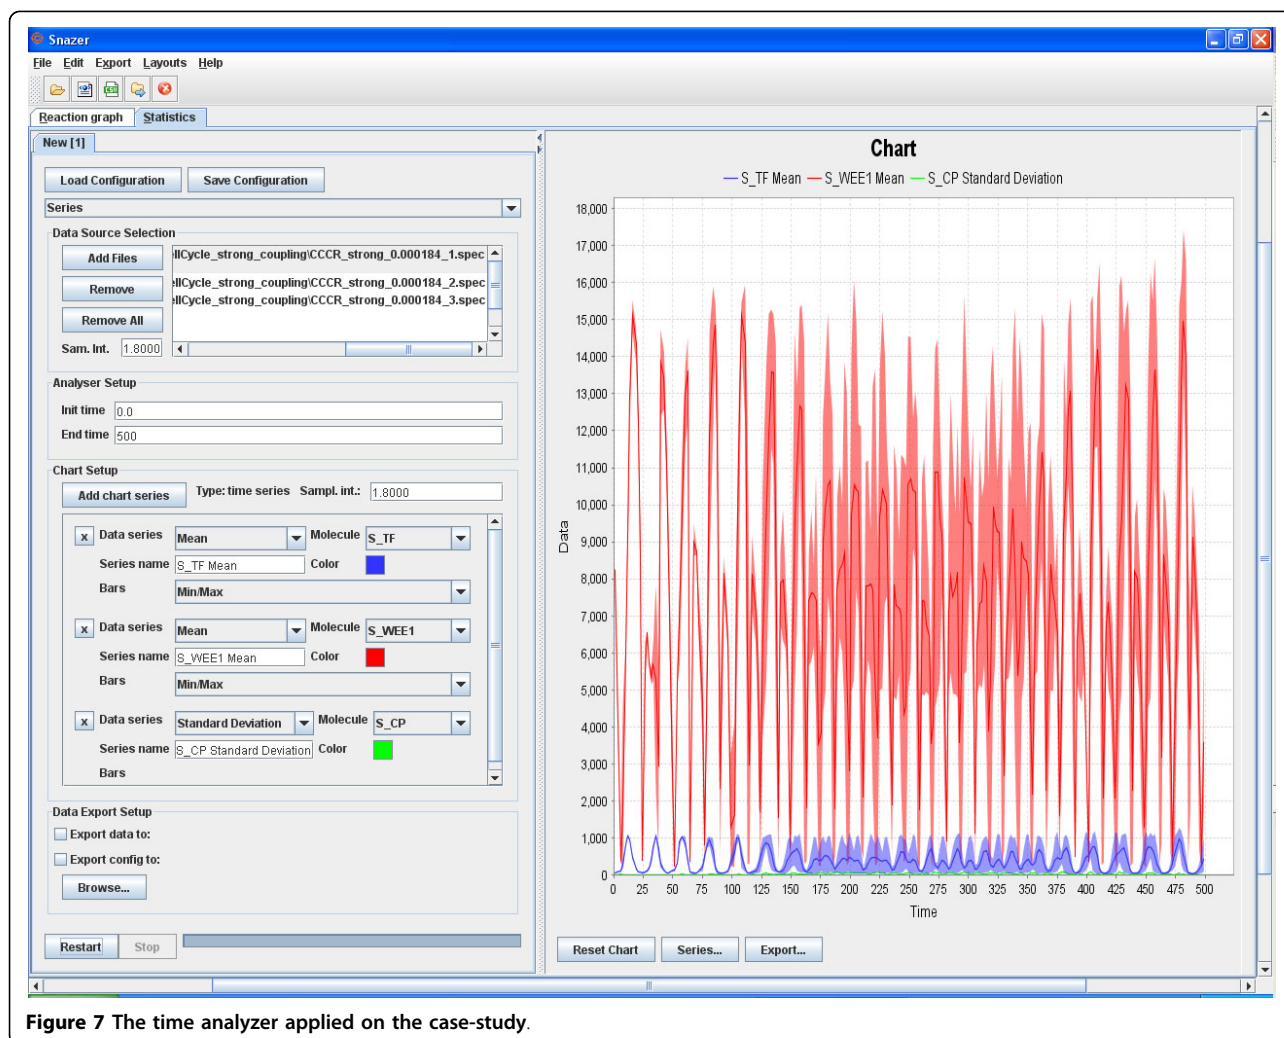 Snazer
File Edit Export Layouts Help
Reaction graph Statistics
New [1]
Load Configuration Save Configuration
Series
Data Source Selection
Add Files
Remove
Remove All
llCycle_strong_coupling\CCCR_strong_0.000184_1.spec
llCycle_strong_coupling\CCCR_strong_0.000184_2.spec
llCycle_strong_coupling\CCCR_strong_0.000184_3.spec
Sam. Int. 1.8000
Analyser Setup
Init time 0.0
End time 500
Chart Setup
Add chart series Type: time series Sampl. int.: 1.8000
x Data series Mean Molecule S_TF
Series name S_TF Mean Color
Bars Min/Max
x Data series Mean Molecule S_WEE1
Series name S_WEE1 Mean Color
Bars Min/Max
x Data series Standard Deviation Molecule S_CP
Series name S_CP Standard Deviation Color
Bars
Data Export Setup
Export data to:
Export config to:
Browse...
Restart Stop
Chart
S_TF Mean S_WEE1 Mean S_CP Standard Deviation
18,000
17,000
16,000
15,000
14,000
13,000
12,000
11,000
10,000
9,000
8,000
7,000
6,000
5,000
4,000
3,000
2,000
1,000
0
Data
0 25 50 75 100 125 150 175 200 225 250 275 300 325 350 375 400 425 450 475 500
Time
Reset Chart Series... Export...
Figure 7 The time analyzer applied on the case-study.